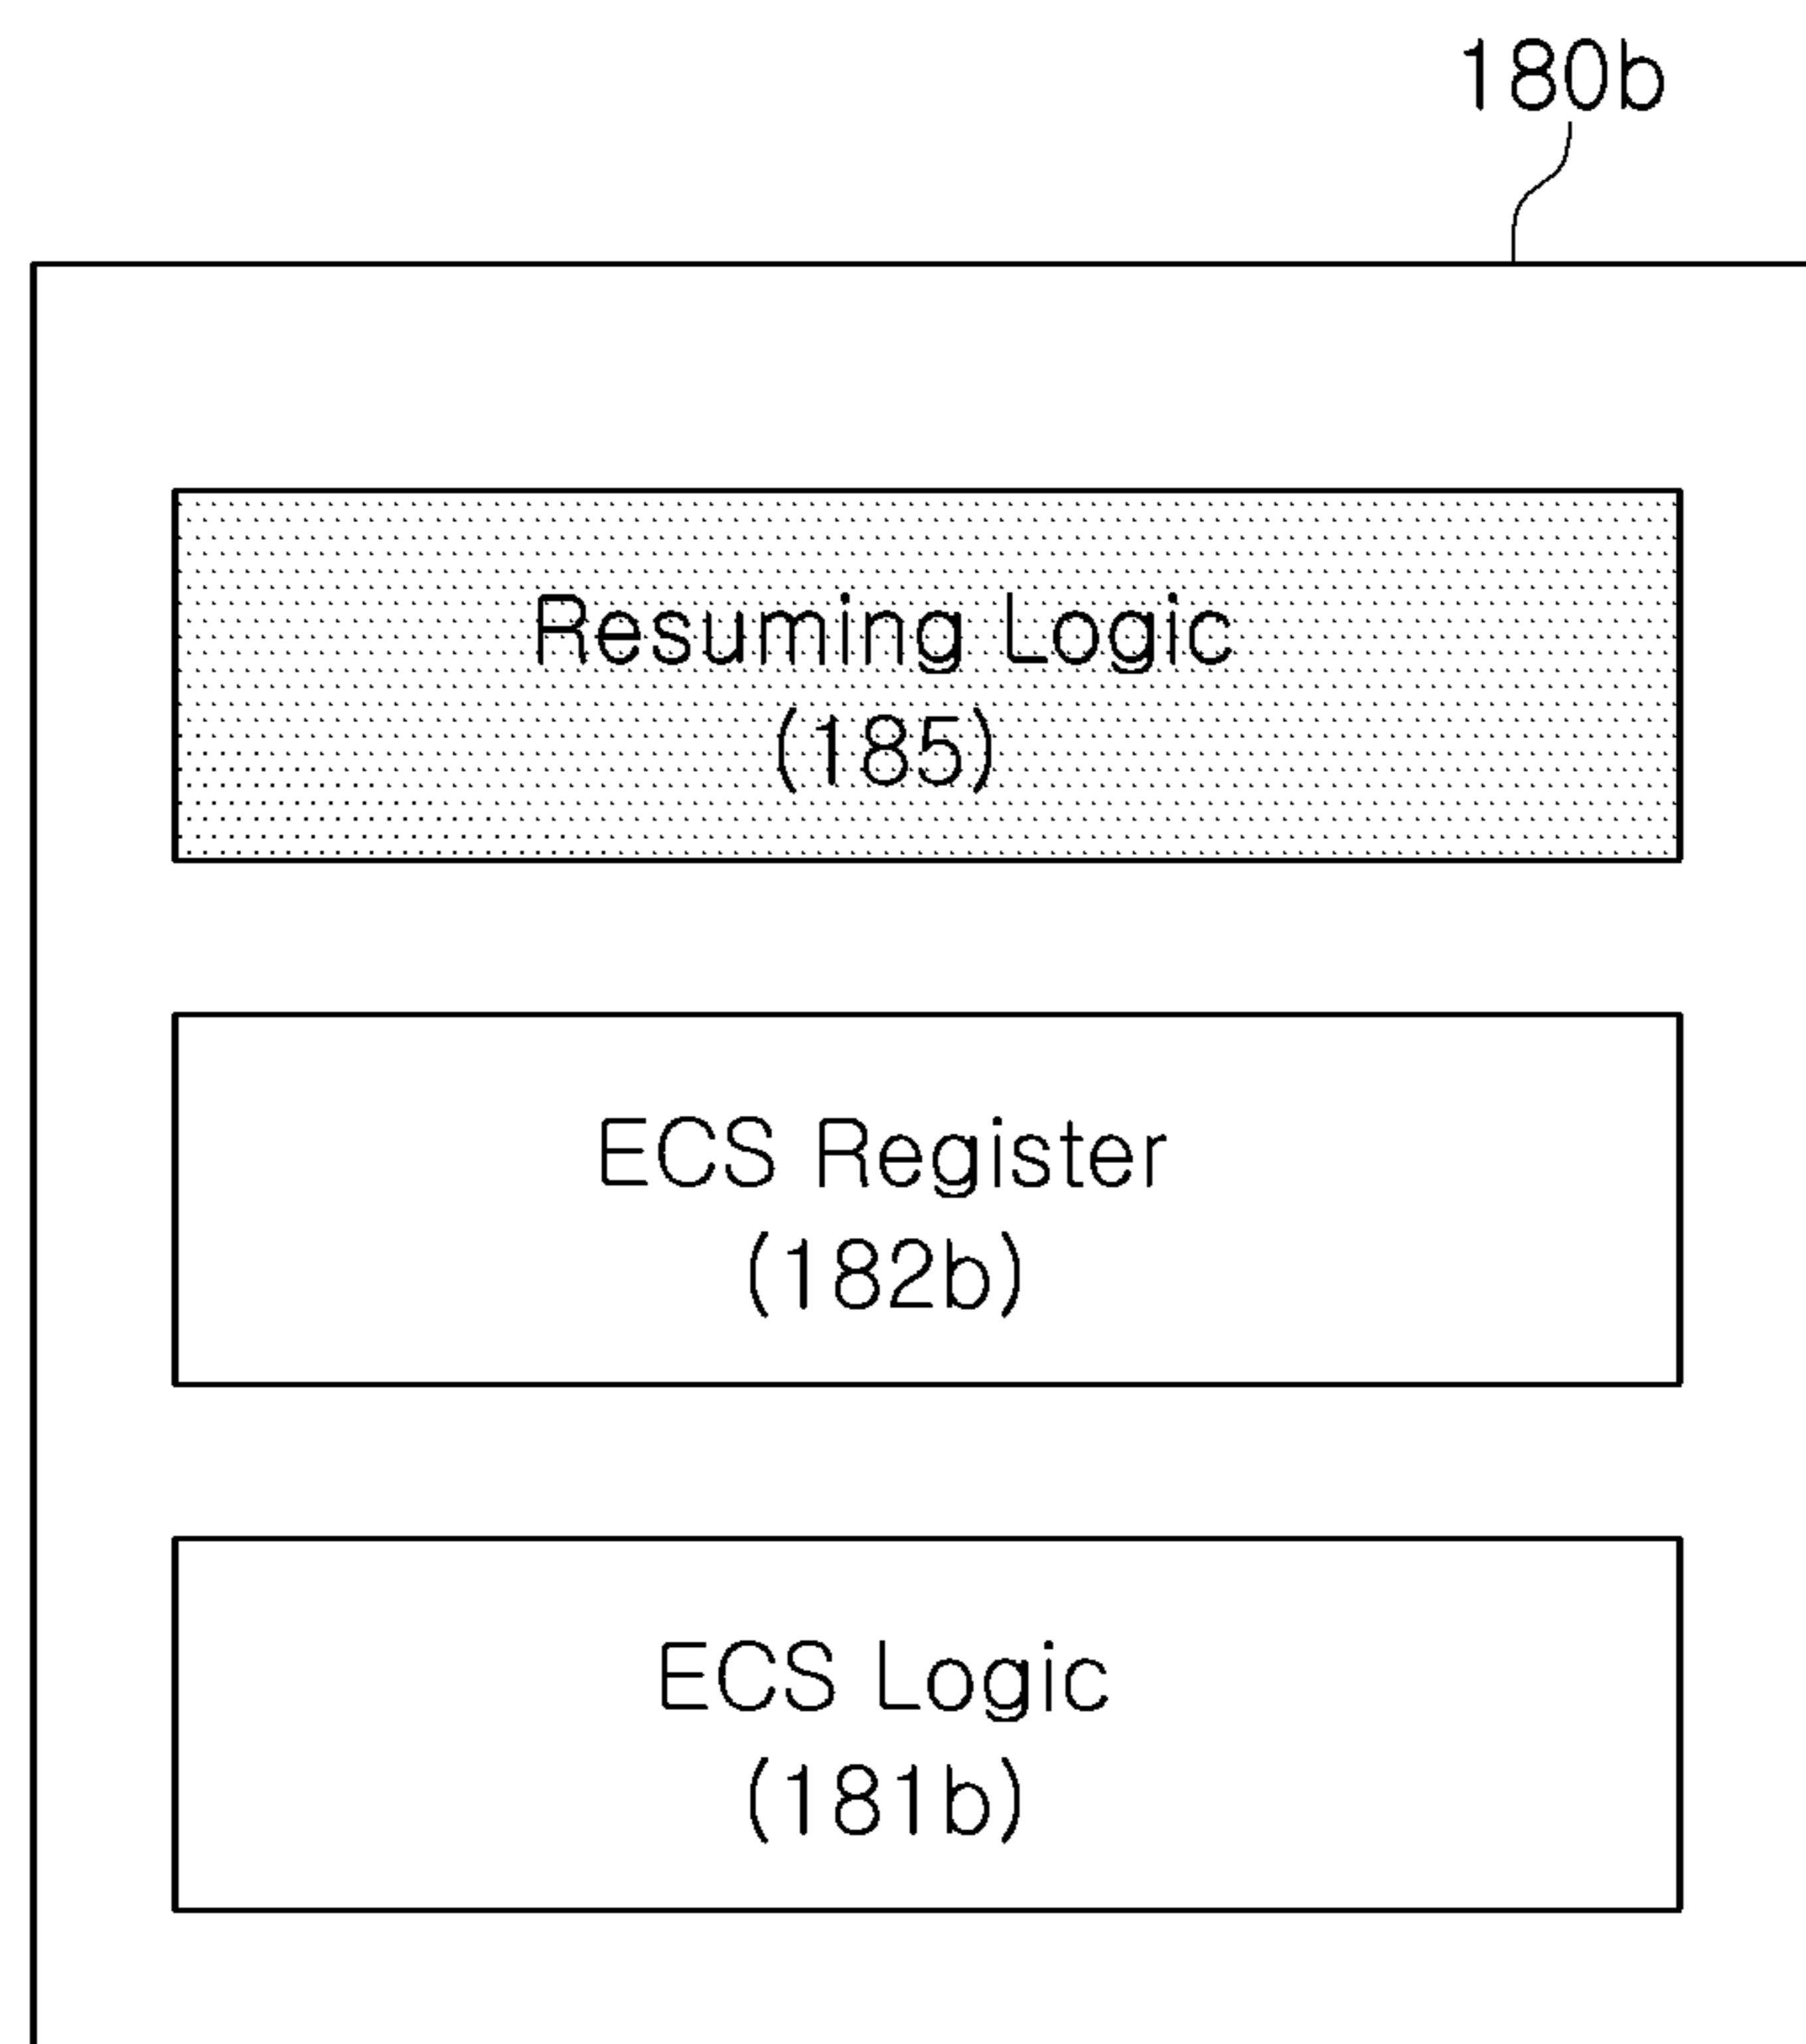 180b
Resuming Logic
(185)
ECS Register
(182b)
ECS Logic
(181b)